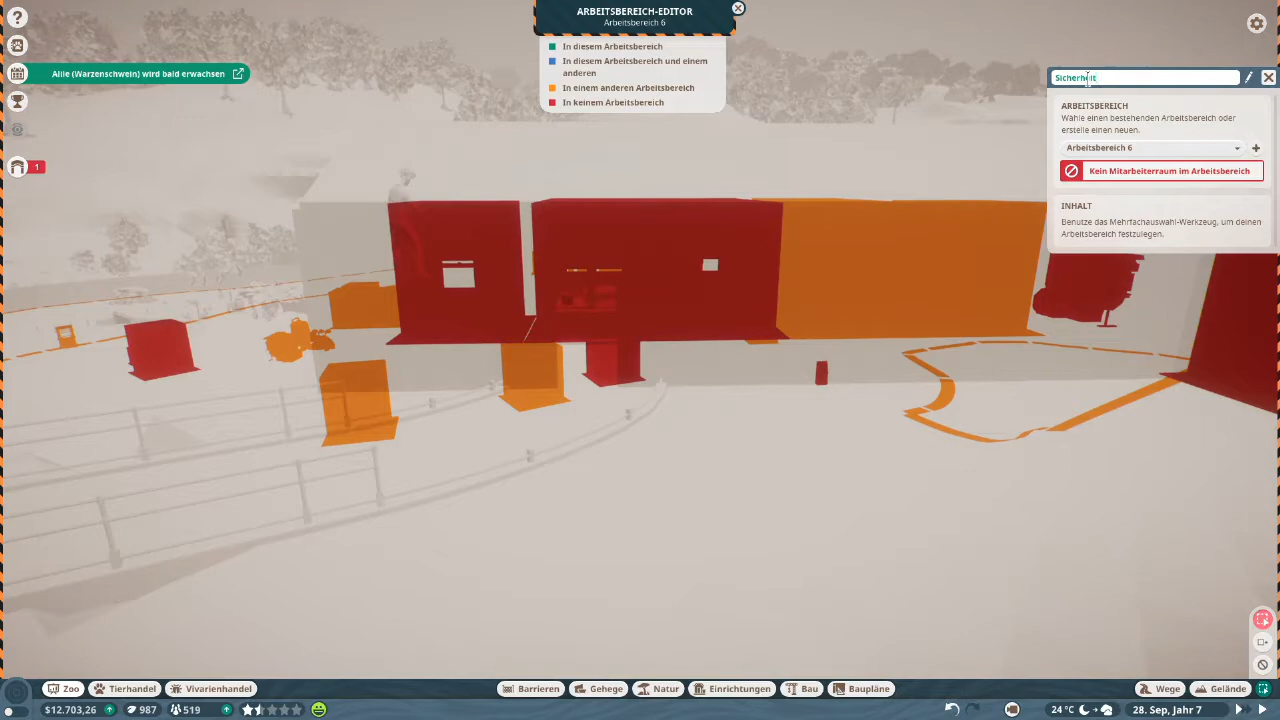 ARBEITSBEREICH-EDITOR
Arbeitsbereich 6
In diesem Arbeitsbereich
In diesem Arbeitsbereich und einem
anderen
In einem anderen Arbeitsbereich
In keinem Arbeitsbereich
?
Allie (Warzenschwein) wird bald erwachsen
1
Sicherheit
ARBEITSBEREICH
Wähle einen bestehenden Arbeitsbereich oder
erstelle einen neuen.
Arbeitsbereich 6
Kein Mitarbeiterraum im Arbeitsbereich
INHALT
Benutze das Mehrfachauswahl-Werkzeug, um deinen
Arbeitsbereich festzulegen.
Zoo Tierhandel Vivarienhandel Barrieren Gehege Natur Einrichtungen Bau Baupläne Wege Gelände
$12.703,26 987 519 24 °C 28. Sep, Jahr 7